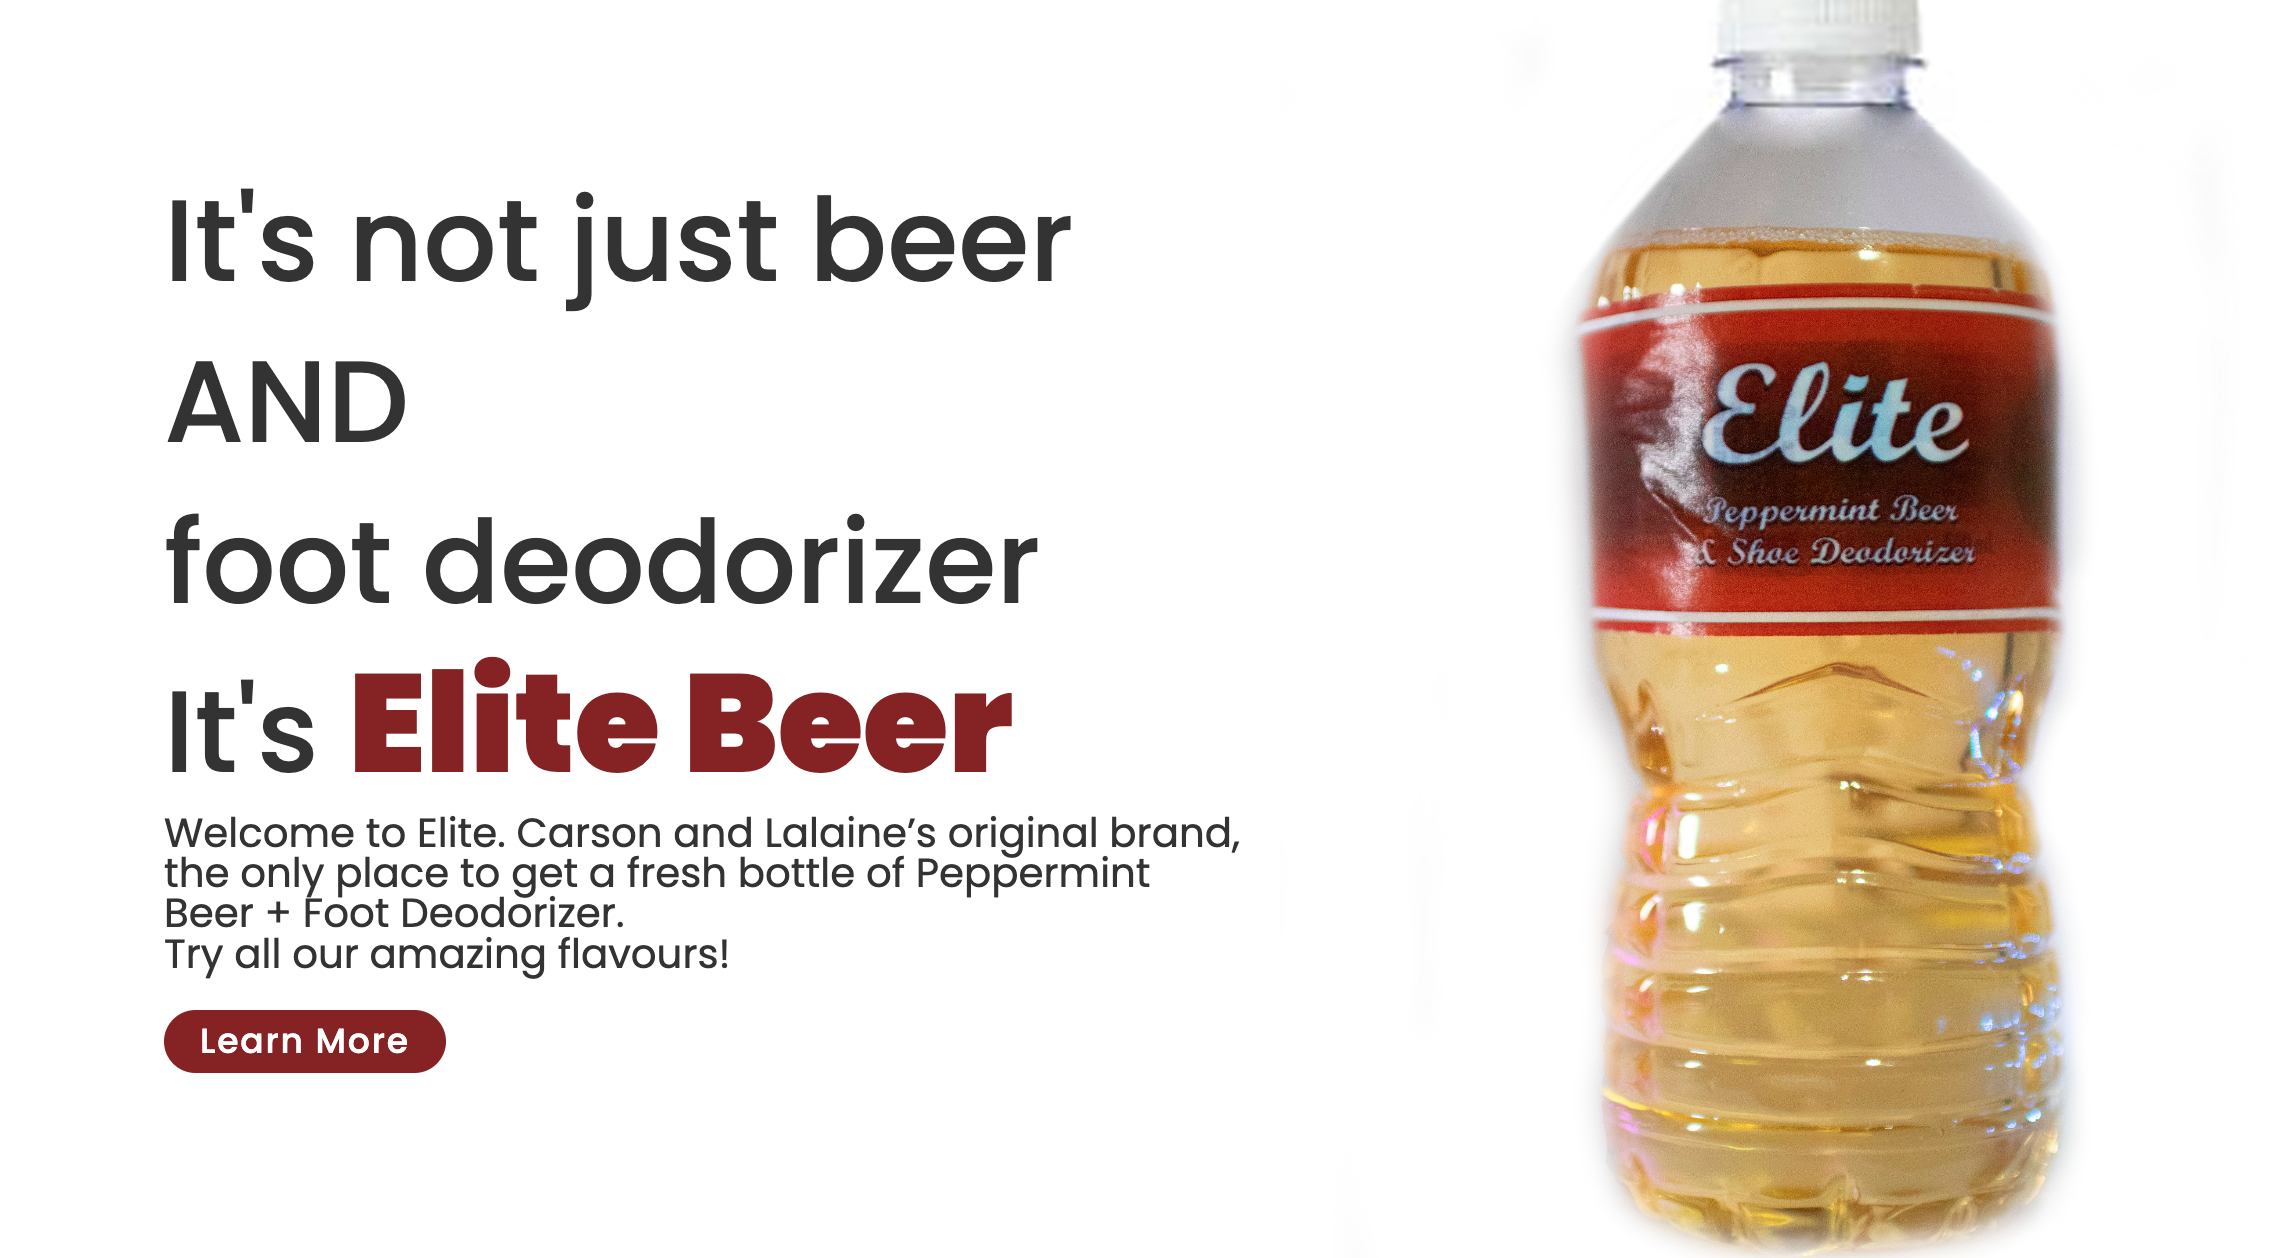 It's not just beer
AND
foot deodorizer
It's Elite Beer
Welcome to Elite. Carson and Lalaine’s original brand,
the only place to get a fresh bottle of Peppermint
Beer + Foot Deodorizer.
Try all our amazing flavours!
Learn More
Elite
Peppermint Beer
& Shoe Deodorizer